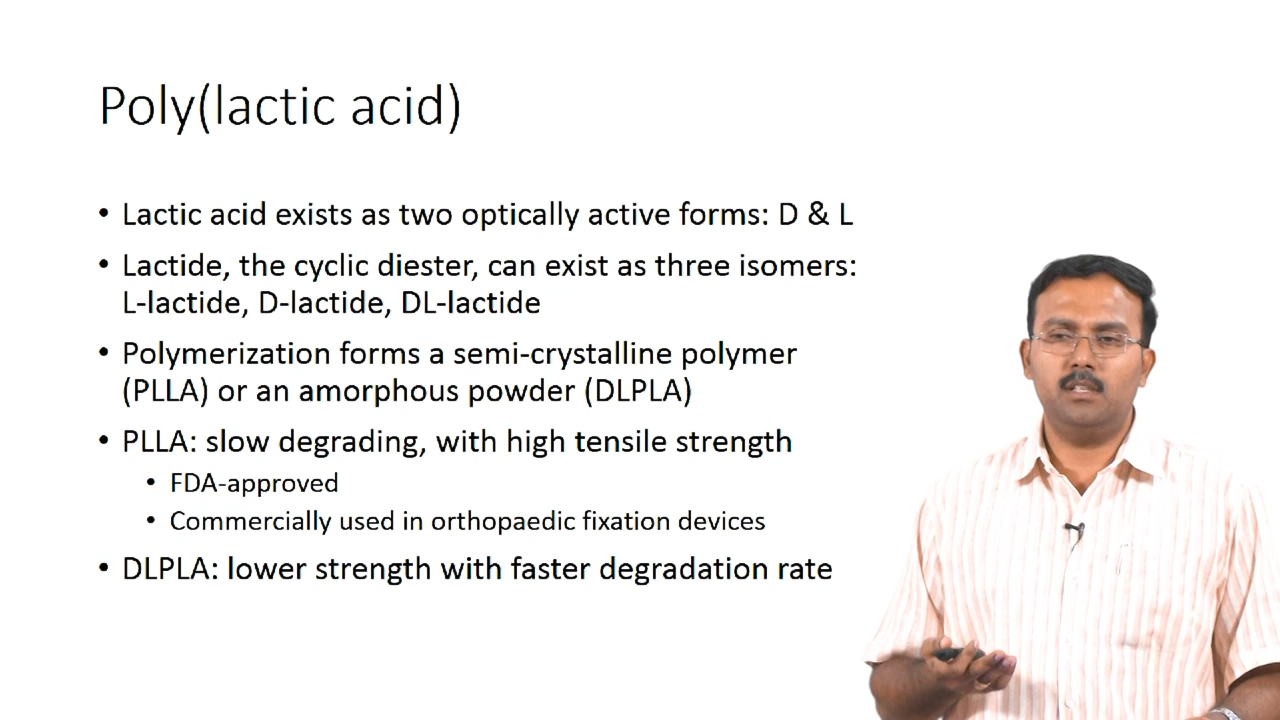 Poly(lactic acid)
• Lactic acid exists as two optically active forms: D & L
• Lactide, the cyclic diester, can exist as three isomers:
L-lactide, D-lactide, DL-lactide
• Polymerization forms a semi-crystalline polymer
(PLLA) or an amorphous powder (DLPLA)
• PLLA: slow degrading, with high tensile strength
• FDA-approved
• Commercially used in orthopaedic fixation devices
• DLPLA: lower strength with faster degradation rate